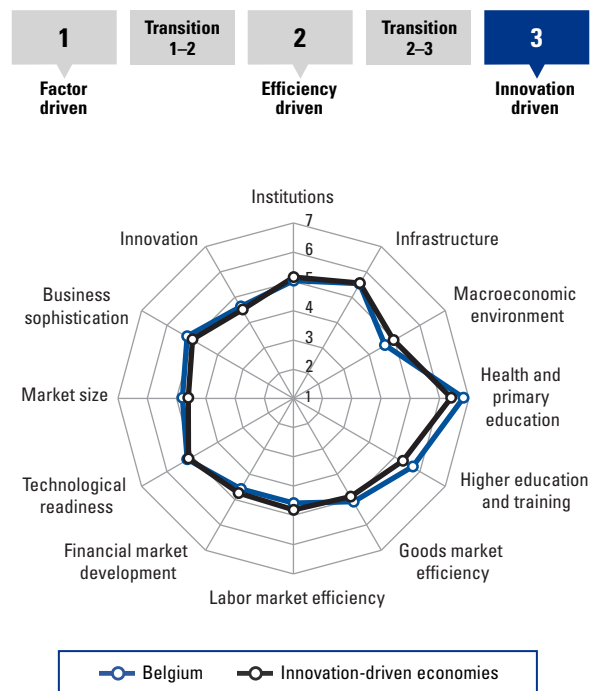 1
Transition
1–2
2
Transition
2–3
3
Factor
driven
Efficiency
driven
Innovation
driven
Institutions
7
Innovation
6
Infrastructure
5
Business
sophistication
4
Macroeconomic
environment
3
2
Market size
1
Health and
primary
education
Technological
readiness
Higher education
and training
Financial market
development
Goods market
efficiency
Labor market efficiency
Belgium
Innovation-driven economies